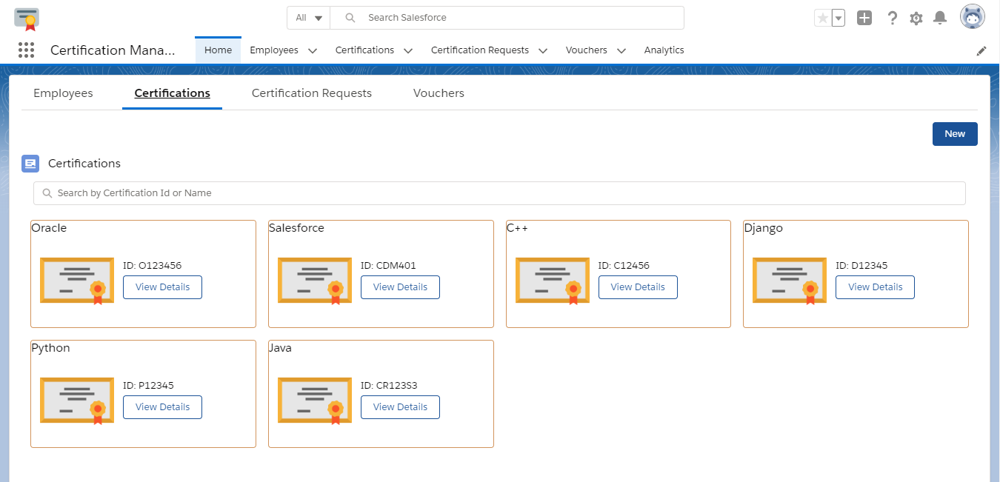 All Search Salesforce
Certification Mana... Home Employees Certifications Certification Requests Vouchers Analytics
Employees Certifications Certification Requests Vouchers
New
Certifications
Search by Certification Id or Name
Oracle Salesforce C++ Django
ID: O123456 ID: CDM401 ID: C12456 ID: D12345
View Details View Details View Details View Details
Python Java
ID: P12345 ID: CR123S3
View Details View Details